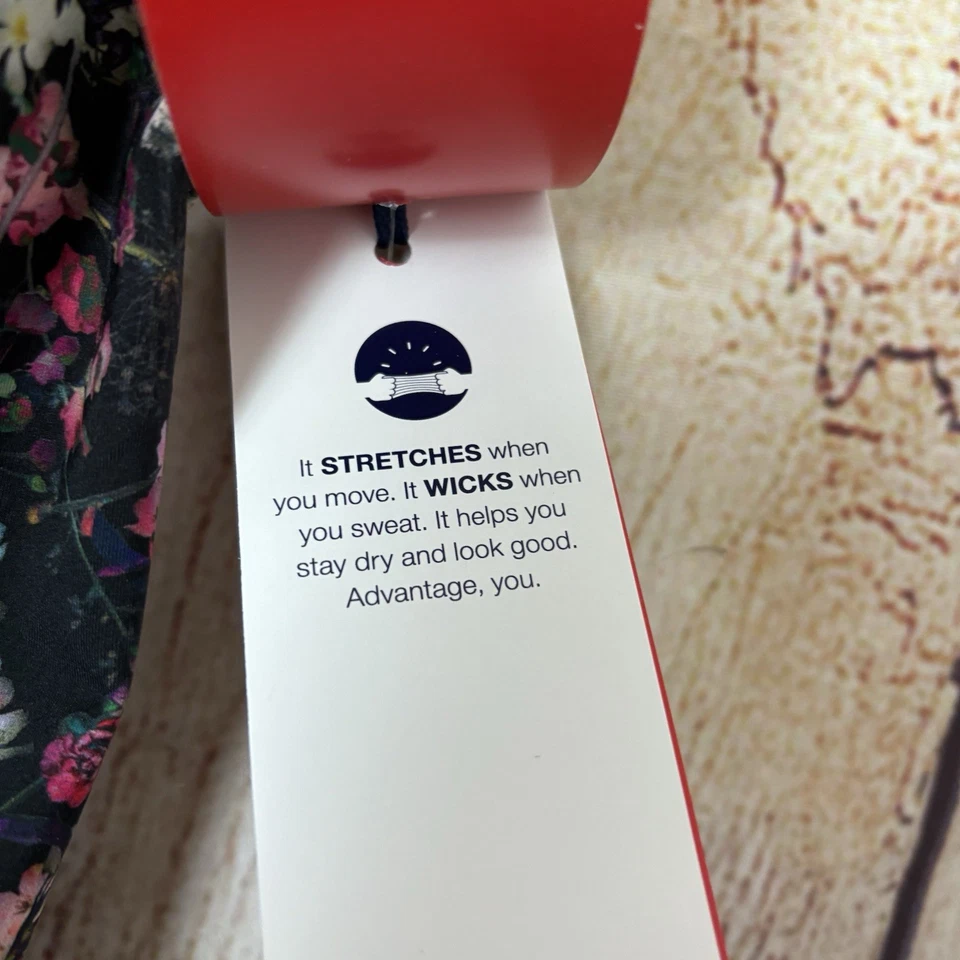 It STRETCHES when
you move. It WICKS when
you sweat. It helps you
stay dry and look good.
Advantage, you.